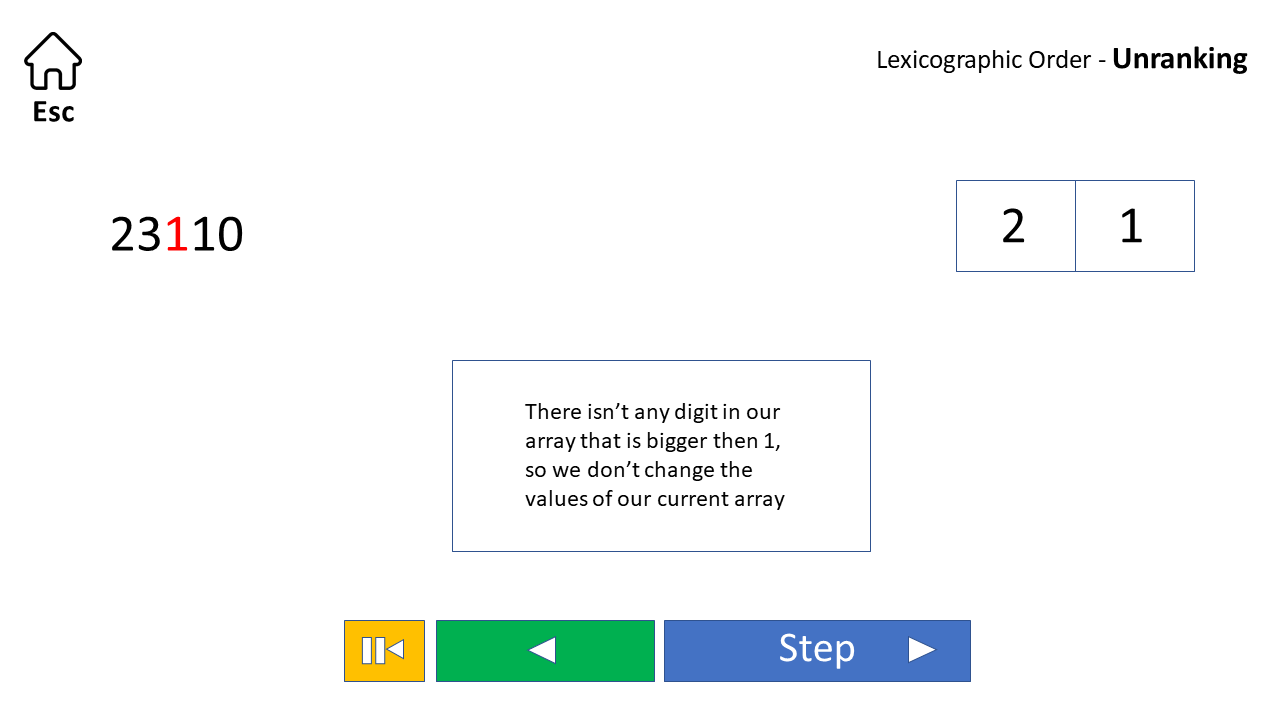 Lexicographic Order - Unranking
Esc
23110
2 1
There isn’t any digit in our
array that is bigger then 1,
so we don’t change the
values of our current array
Step